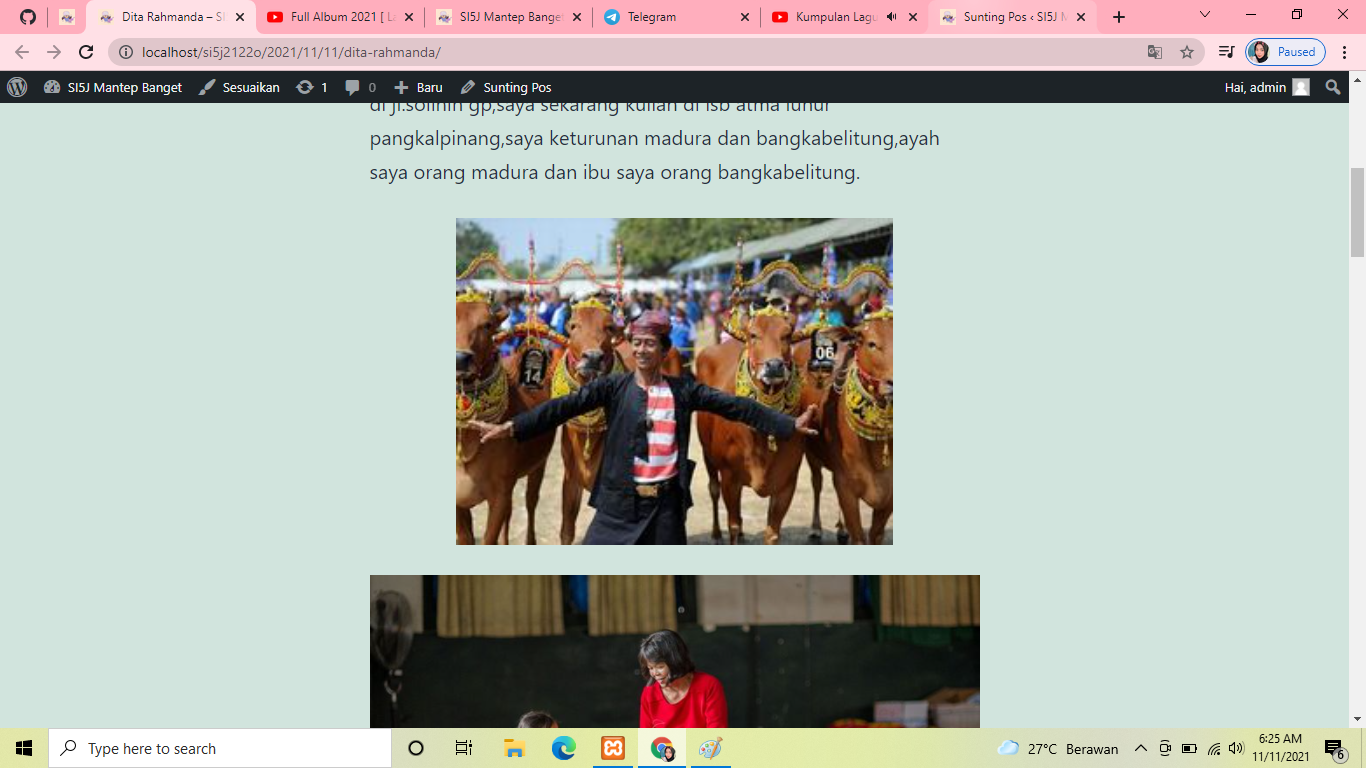 Dita Rahmanda – SI
Full Album 2021 [ La
SI5J Mantep Banget
Telegram
Kumpulan Lagu
Sunting Pos ‹ SI5J M
localhost/si5j2122o/2021/11/11/dita-rahmanda/
Paused
SI5J Mantep Banget
Sesuaikan
1
0
Baru
Sunting Pos
Hai, admin
di jl.solihin gp,saya sekarang kuliah di isb atma luhur
pangkalpinang,saya keturunan madura dan bangkabelitung,ayah
saya orang madura dan ibu saya orang bangkabelitung.
14
06
Type here to search
27°C Berawan
6:25 AM
11/11/2021
6